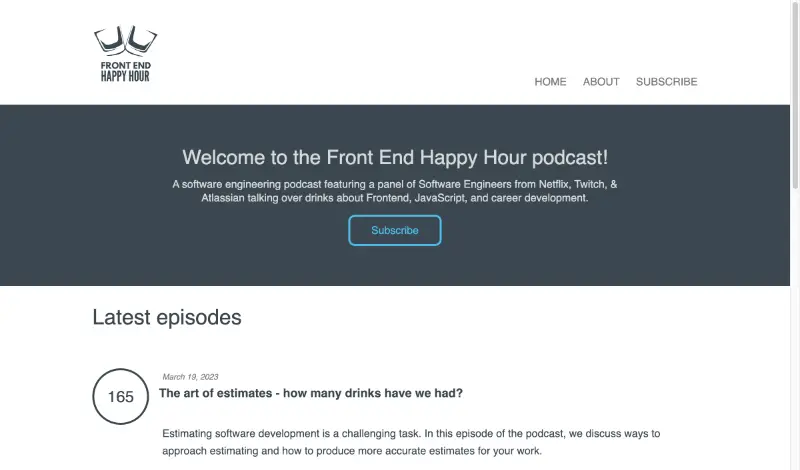 FRONT END
HAPPY HOUR
HOME ABOUT SUBSCRIBE
Welcome to the Front End Happy Hour podcast!
A software engineering podcast featuring a panel of Software Engineers from Netflix, Twitch, &
Atlassian talking over drinks about Frontend, JavaScript, and career development.
Subscribe
Latest episodes
March 19, 2023
165
The art of estimates - how many drinks have we had?
Estimating software development is a challenging task. In this episode of the podcast, we discuss ways to
approach estimating and how to produce more accurate estimates for your work.